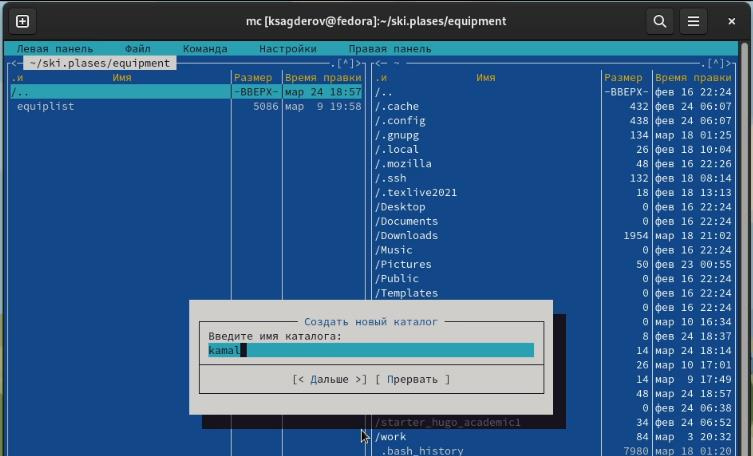 mc [ksagderov@fedora]:~/ski.plases/equipment
Левая панель Файл Команда Настройки Правая панель
<— ~/ski.plases/equipment .[^]>
.и Имя Размер Время правки
/.. -ВВЕРХ- мар 24 18:57
equiplist 5086 мар 9 19:58
<— ~ .[^]>
.и Имя Размер Время правки
/.. -ВВЕРХ- фев 16 22:24
/.cache 432 фев 24 06:07
/.config 438 фев 24 06:07
/.gnupg 134 мар 18 01:25
/.local 26 фев 18 10:04
/.mozilla 48 фев 16 22:26
/.ssh 132 фев 18 08:14
/.texlive2021 18 фев 18 13:13
/Desktop 0 фев 16 22:24
/Documents 0 фев 16 22:24
/Downloads 1954 мар 18 21:02
/Music 0 фев 16 22:24
/Pictures 50 фев 23 00:55
/Public 0 фев 16 22:24
/Templates 0 фев 16 22:24
0 фев 16 22:24
0 мар 10 16:34
8 фев 24 18:37
14 мар 24 18:14
26 мар 10 17:01
14 мар 9 17:49
48 мар 24 18:57
0 фев 24 06:38
/starter_hugo_academic1 34 фев 24 06:52
/work 84 мар 3 20:32
.bash_history 7980 мар 18 01:20
Создать новый каталог
Введите имя каталога:
kamal
[< Дальше >] [ Прервать ]